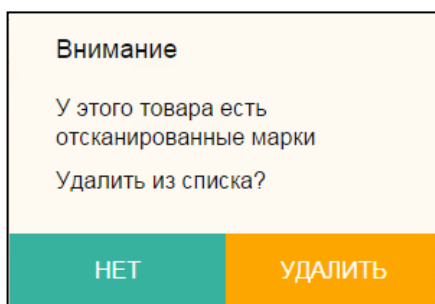 Внимание
У этого товара есть
отсканированные марки
Удалить из списка?
НЕТ
УДАЛИТЬ